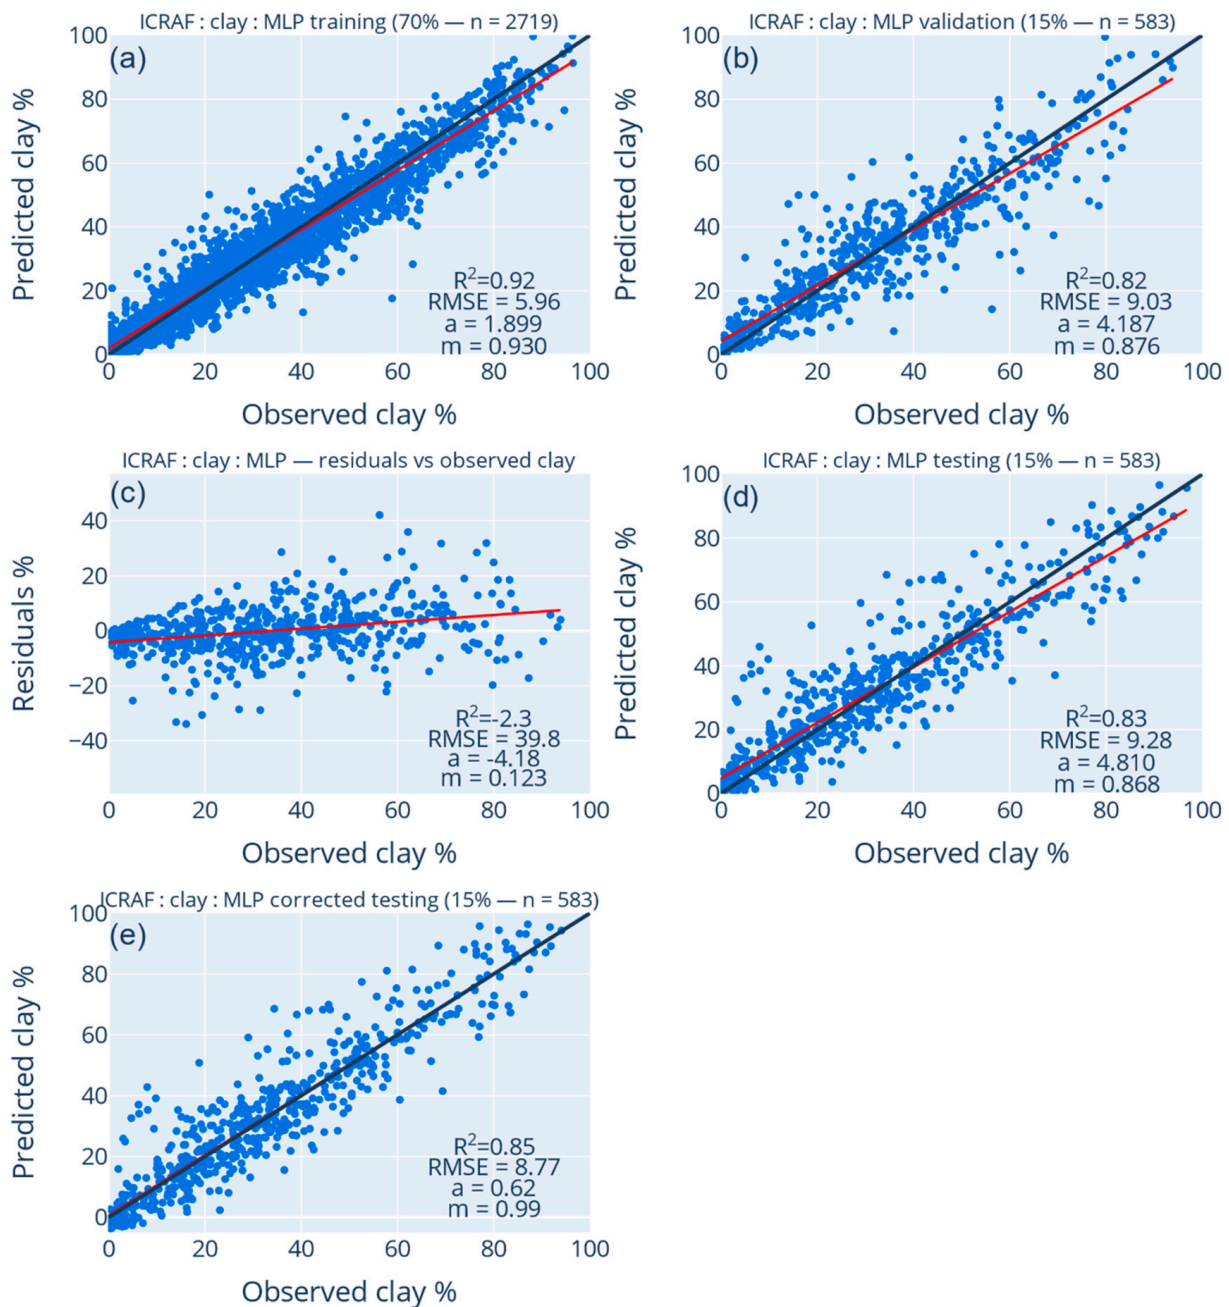 ICRAF : clay : MLP training (70% — n = 2719)
(a)
100
80
60
40
20
0
Predicted clay %
R²=0.92
RMSE = 5.96
a = 1.899
m = 0.930
0 20 40 60 80 100
Observed clay %
ICRAF : clay : MLP validation (15% — n = 583)
(b)
100
80
60
40
20
0
Predicted clay %
R²=0.82
RMSE = 9.03
a = 4.187
m = 0.876
0 20 40 60 80 100
Observed clay %
ICRAF : clay : MLP — residuals vs observed clay
(c)
40
20
0
−20
−40
Residuals %
R²=-2.3
RMSE = 39.8
a = -4.18
m = 0.123
0 20 40 60 80 100
Observed clay %
ICRAF : clay : MLP testing (15% — n = 583)
(d)
100
80
60
40
20
0
Predicted clay %
R²=0.83
RMSE = 9.28
a = 4.810
m = 0.868
0 20 40 60 80 100
Observed clay %
ICRAF : clay : MLP corrected testing (15% — n = 583)
(e)
100
80
60
40
20
0
Predicted clay %
R²=0.85
RMSE = 8.77
a = 0.62
m = 0.99
0 20 40 60 80 100
Observed clay %